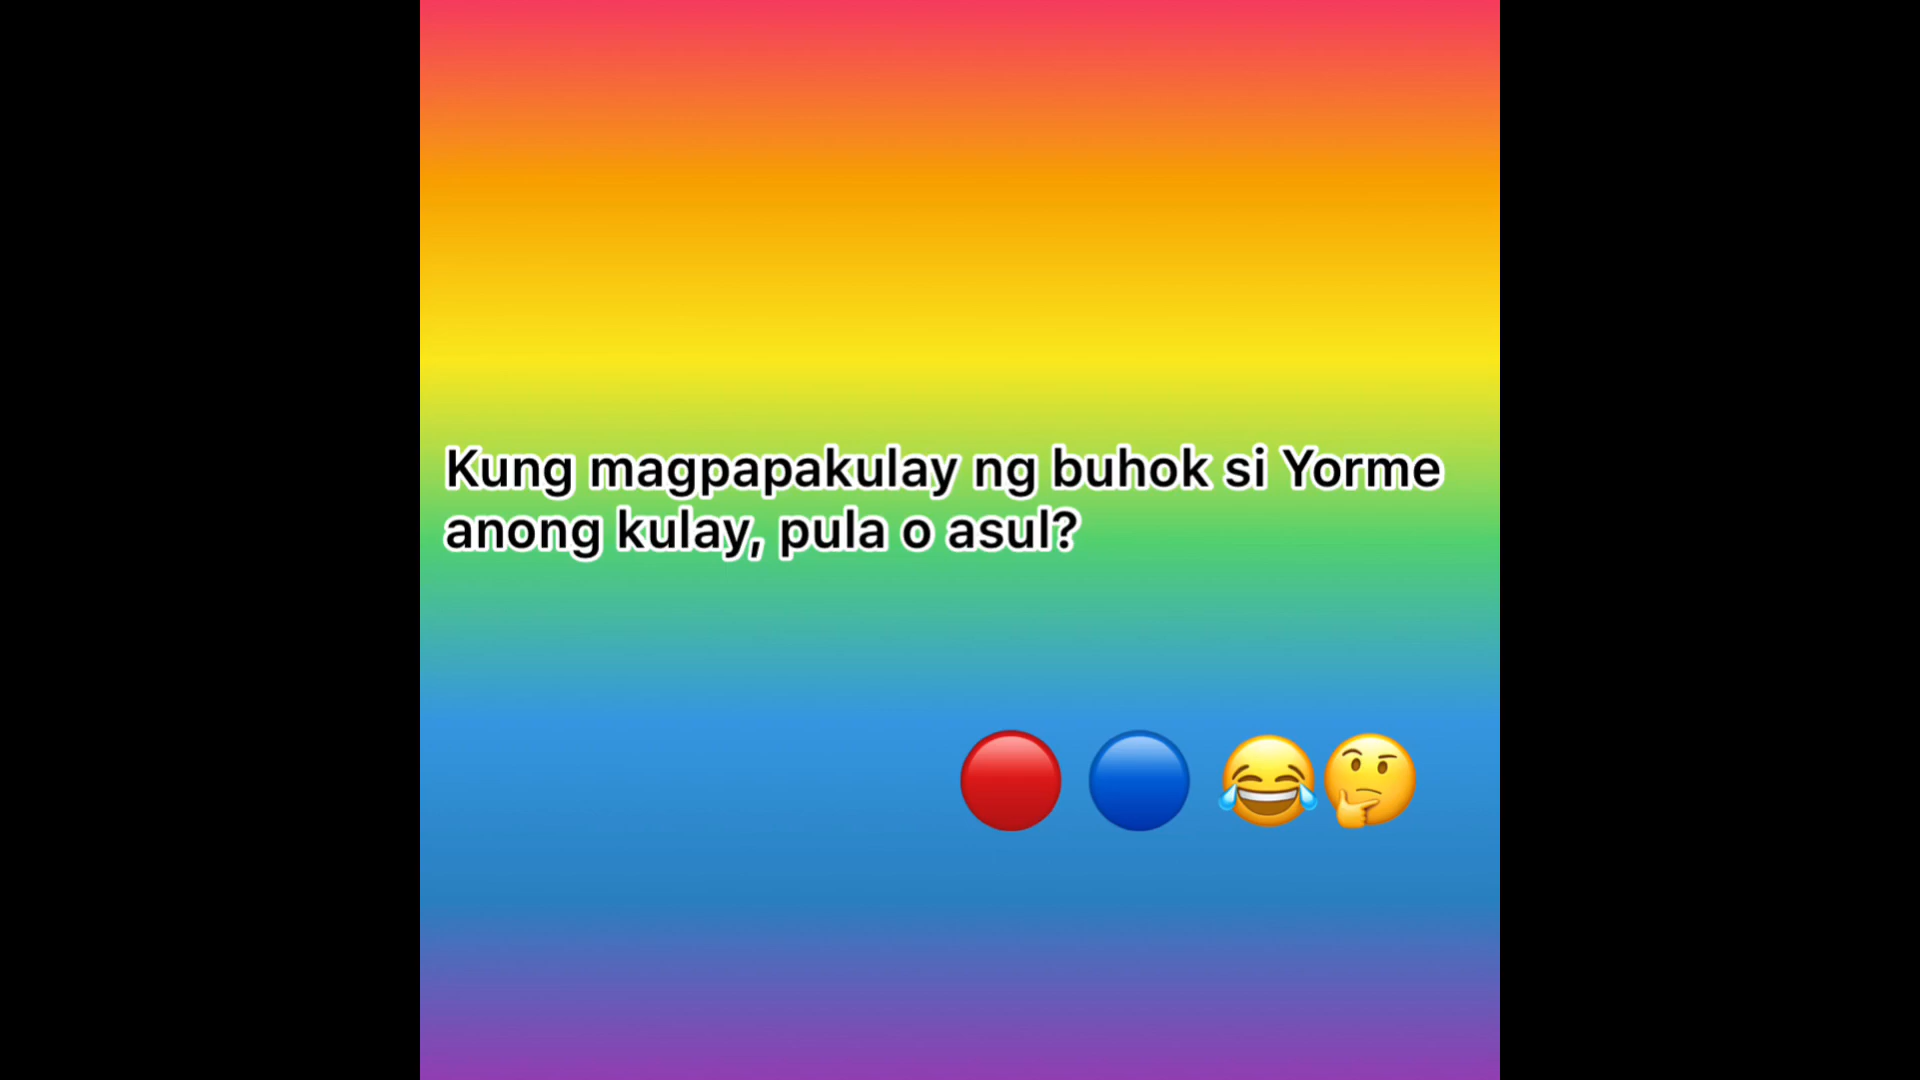 Kung magpapakulay ng buhok si Yorme
anong kulay, pula o asul?
🔴 🔵 😂🤔